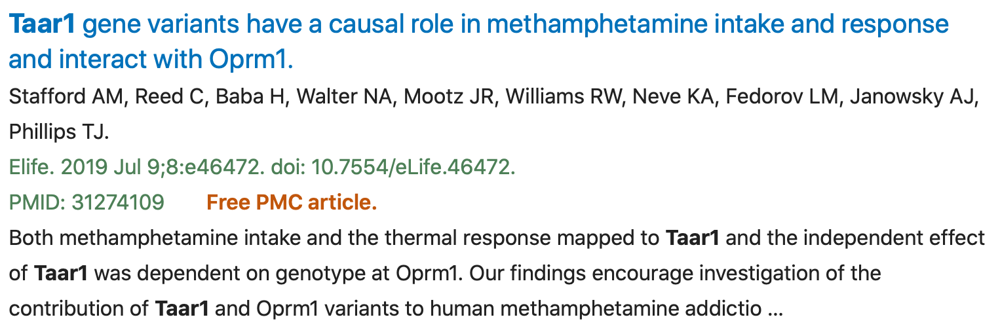 Taar1 gene variants have a causal role in methamphetamine intake and response
and interact with Oprm1.
Stafford AM, Reed C, Baba H, Walter NA, Mootz JR, Williams RW, Neve KA, Fedorov LM, Janowsky AJ,
Phillips TJ.
Elife. 2019 Jul 9;8:e46472. doi: 10.7554/eLife.46472.
PMID: 31274109 Free PMC article.
Both methamphetamine intake and the thermal response mapped to Taar1 and the independent effect
of Taar1 was dependent on genotype at Oprm1. Our findings encourage investigation of the
contribution of Taar1 and Oprm1 variants to human methamphetamine addictio ...